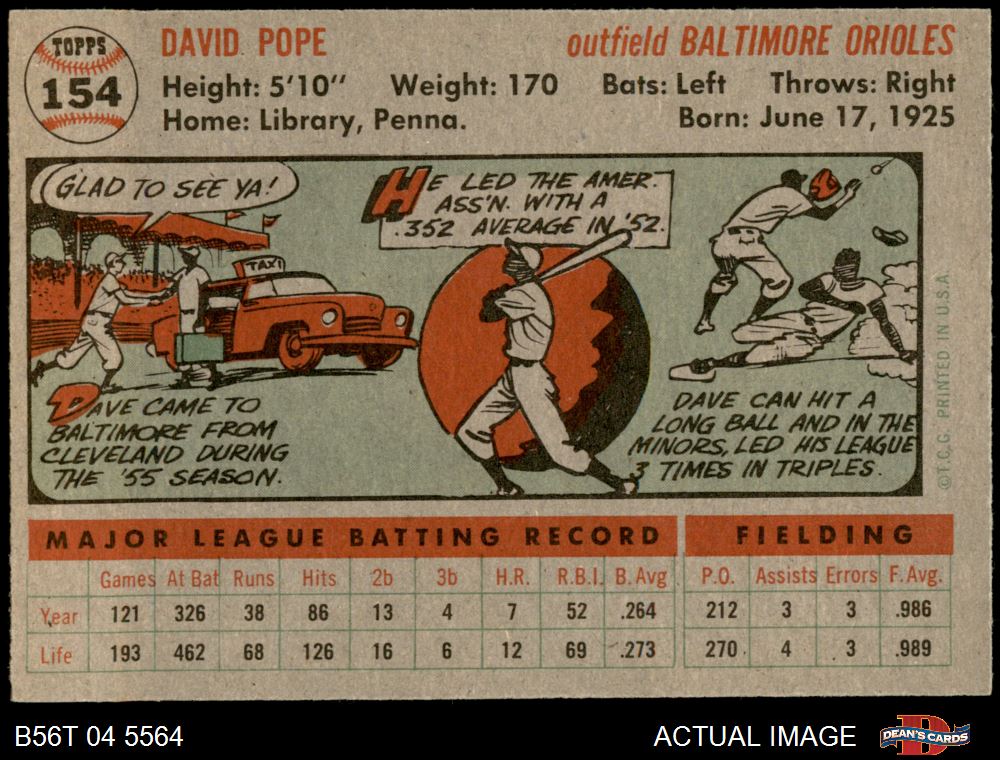 TOPPS
154
DAVID POPE
outfield BALTIMORE ORIOLES
Height: 5'10" Weight: 170 Bats: Left Throws: Right
Home: Library, Penna. Born: June 17, 1925
GLAD TO SEE YA!
TAXI
DAVE CAME TO
BALTIMORE FROM
CLEVELAND DURING
THE '55 SEASON.
HE LED THE AMER.
ASS'N. WITH A
.352 AVERAGE IN '52.
DAVE CAN HIT A
LONG BALL AND IN THE
MINORS, LED HIS LEAGUE
3 TIMES IN TRIPLES.
©T.C.G. PRINTED IN U.S.A.
MAJOR LEAGUE BATTING RECORD FIELDING
Games At Bat Runs Hits 2b 3b H.R. R.B.I. B. Avg P.O. Assists Errors F. Avg.
Year 121 326 38 86 13 4 7 52 .264 212 3 3 .986
Life 193 462 68 126 16 6 12 69 .273 270 4 3 .989
B56T 04 5564
ACTUAL IMAGE
DEAN'S CARDS